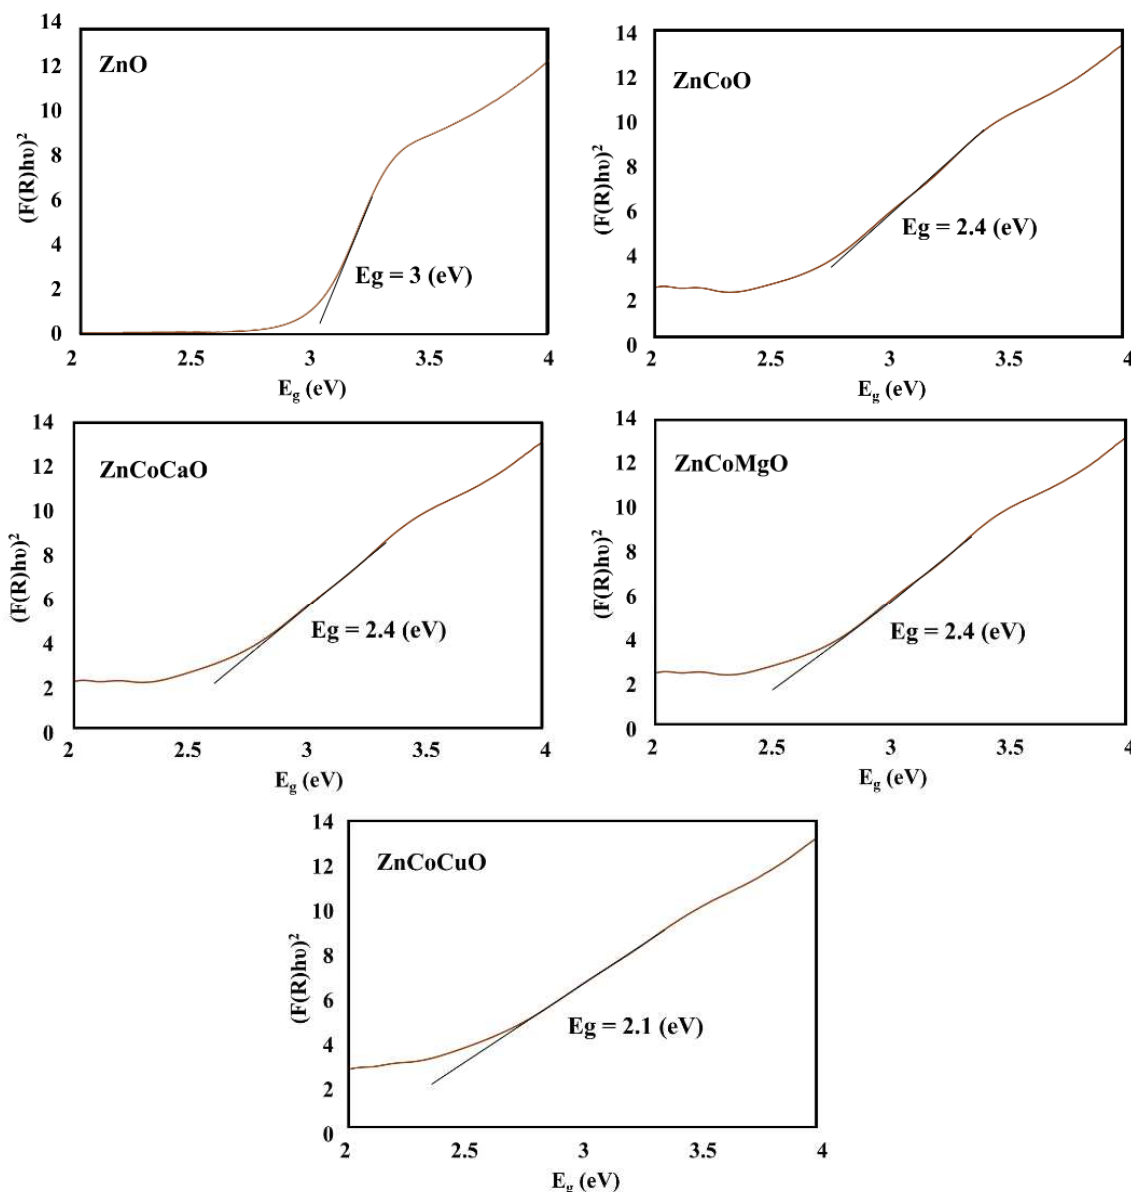 14
12
10
8
6
4
2
0
(F(R)hυ)²
ZnO
Eg = 3 (eV)
2 2.5 3 3.5 4
E_g (eV)
14
12
10
8
6
4
2
0
(F(R)hυ)²
ZnCoO
Eg = 2.4 (eV)
2 2.5 3 3.5 4
E_g (eV)
14
12
10
8
6
4
2
0
(F(R)hυ)²
ZnCoCaO
Eg = 2.4 (eV)
2 2.5 3 3.5 4
E_g (eV)
14
12
10
8
6
4
2
0
(F(R)hυ)²
ZnCoMgO
Eg = 2.4 (eV)
2 2.5 3 3.5 4
E_g (eV)
14
12
10
8
6
4
2
0
(F(R)hυ)²
ZnCoCuO
Eg = 2.1 (eV)
2 2.5 3 3.5 4
E_g (eV)